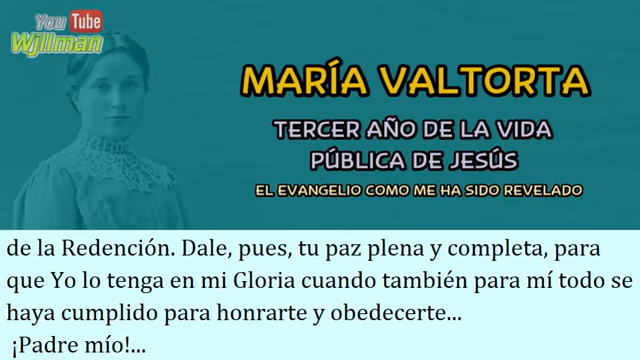 You Tube
Wjllman
MARÍA VALTORTA
TERCER AÑO DE LA VIDA
PÚBLICA DE JESÚS
EL EVANGELIO COMO ME HA SIDO REVELADO
de la Redención. Dale, pues, tu paz plena y completa, para
que Yo lo tenga en mi Gloria cuando también para mí todo se
haya cumplido para honrarte y obedecerte...
¡Padre mío!...